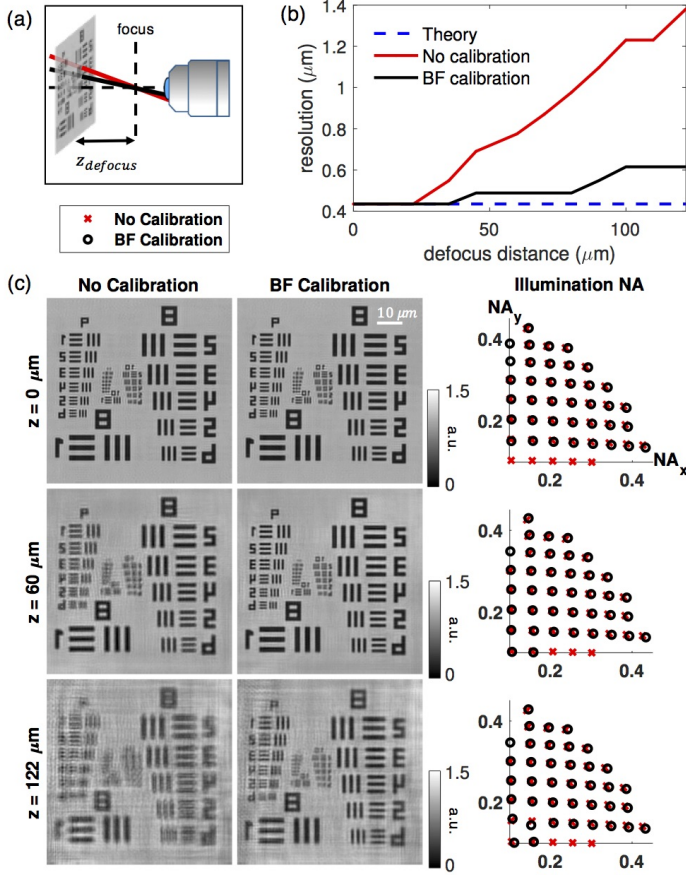 (a)
focus
z_defocus
No Calibration
BF Calibration
(b)
1.4
1.2
1
0.8
0.6
0.4
resolution (μm)
Theory
No calibration
BF calibration
0 50 100
defocus distance (μm)
(c)
No Calibration
BF Calibration
Illumination NA
z = 0 μm
10 μm
1.5
a.u.
0
NAy
0.4
0.2
NAx
0.2 0.4
z = 60 μm
1.5
a.u.
0
0.4
0.2
0.2 0.4
z = 122 μm
1.5
a.u.
0
0.4
0.2
0.2 0.4